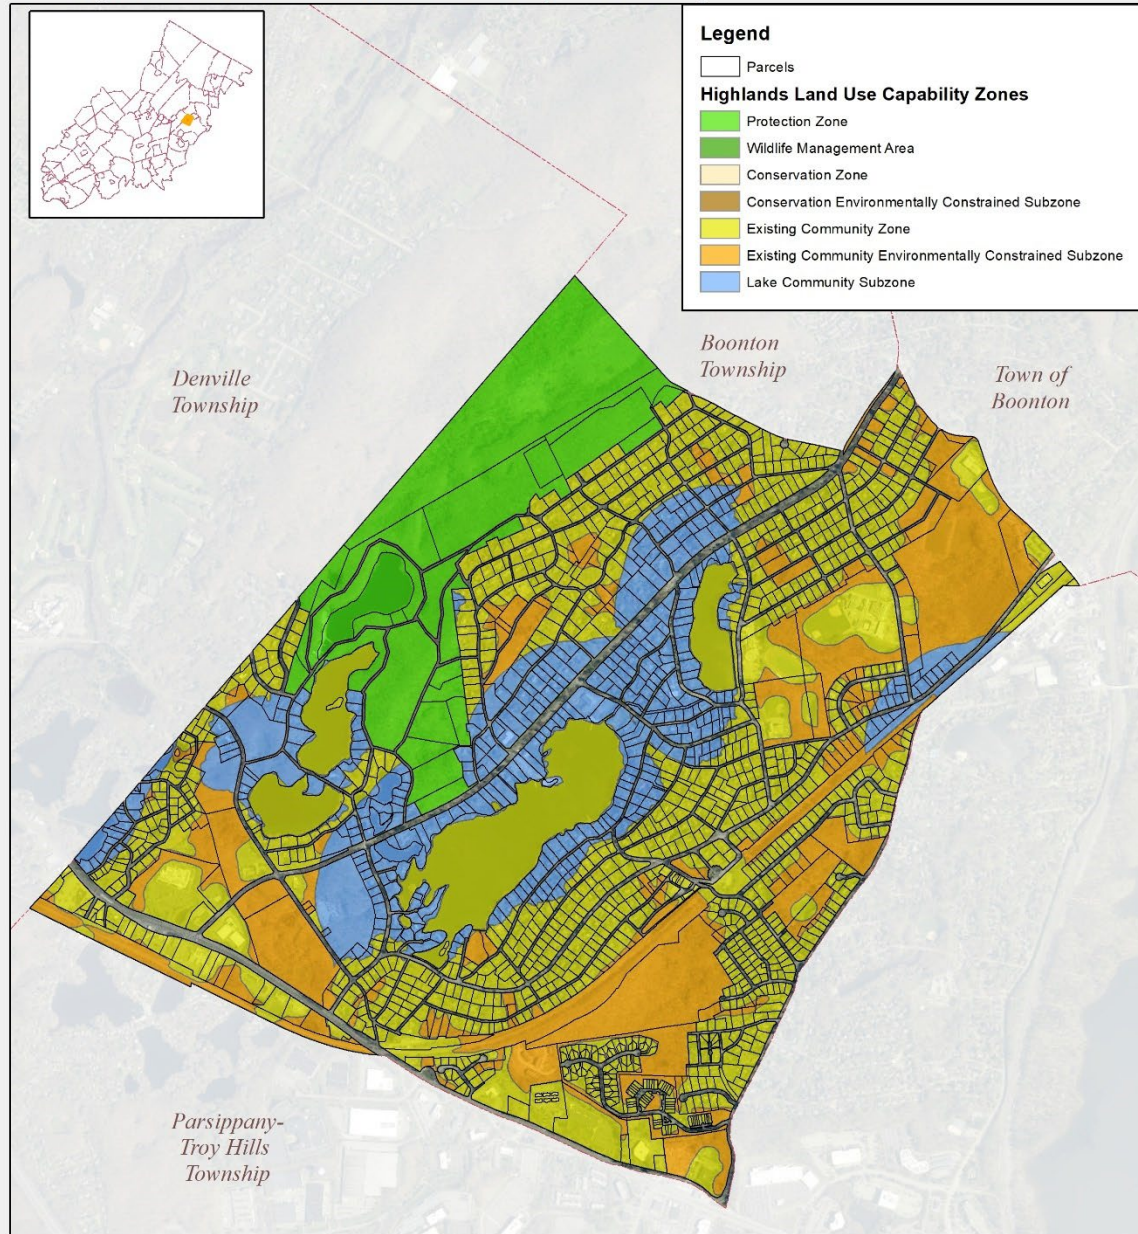 Legend
Parcels
Highlands Land Use Capability Zones
Protection Zone
Wildlife Management Area
Conservation Zone
Conservation Environmentally Constrained Subzone
Existing Community Zone
Existing Community Environmentally Constrained Subzone
Lake Community Subzone
Denville
Township
Boonton
Township
Town of
Boonton
Parsippany-
Troy Hills
Township